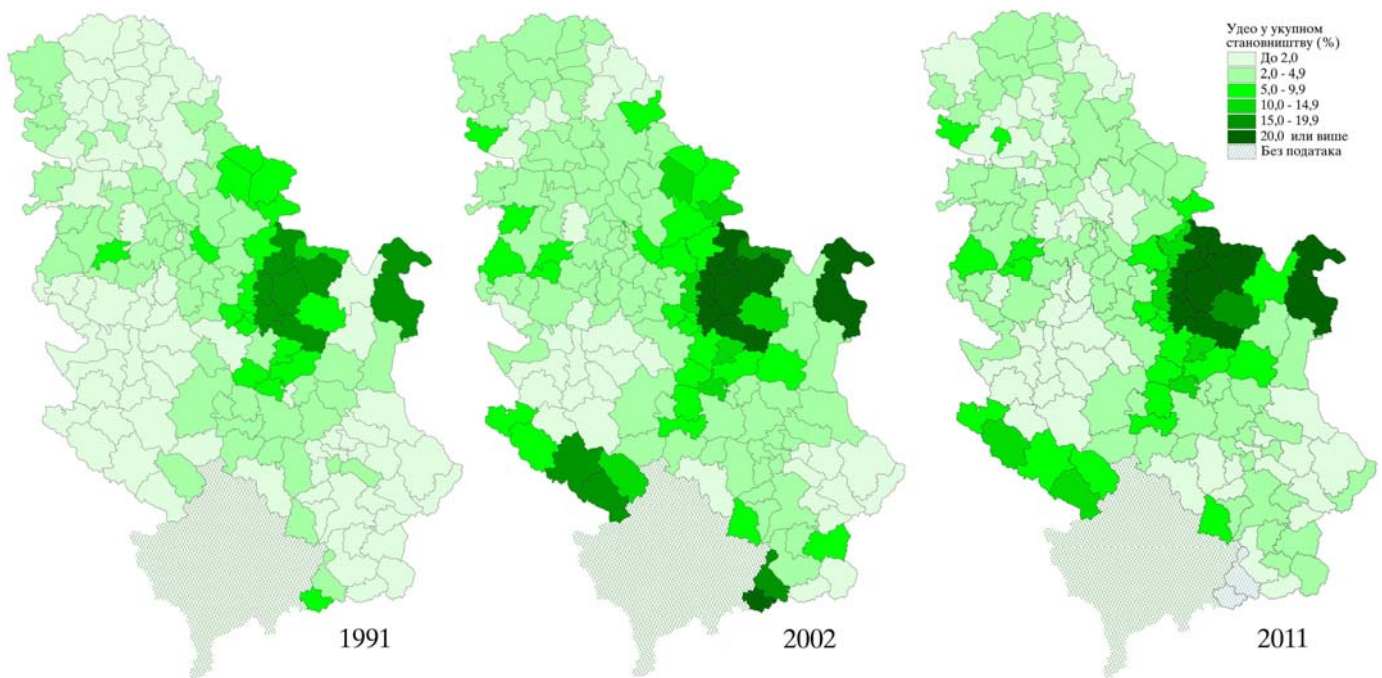 Удео у укупном
становништву (%)
До 2,0
2,0 - 4,9
5,0 - 9,9
10,0 - 14,9
15,0 - 19,9
20,0 или више
Без података
1991
2002
2011